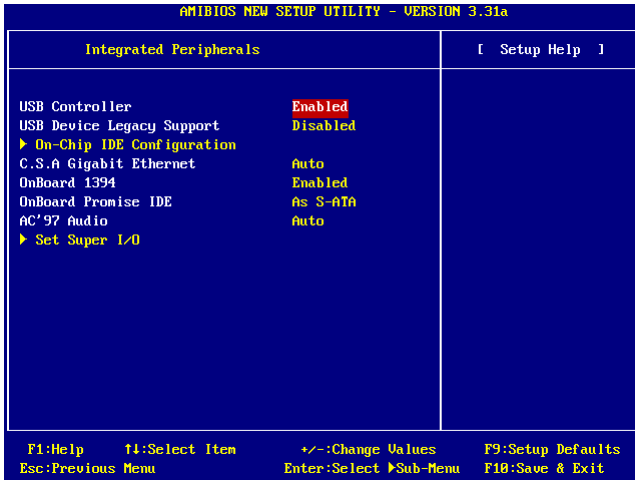 AMIBIOS NEW SETUP UTILITY - VERSION 3.31a
Integrated Peripherals
[ Setup Help ]
USB Controller Enabled
USB Device Legacy Support Disabled
▶ On-Chip IDE Configuration
C.S.A Gigabit Ethernet Auto
OnBoard 1394 Enabled
OnBoard Promise IDE As S-ATA
AC'97 Audio Auto
▶ Set Super I/O
F1:Help ↑↓:Select Item +/-:Change Values F9:Setup Defaults
Esc:Previous Menu Enter:Select ▶Sub-Menu F10:Save & Exit